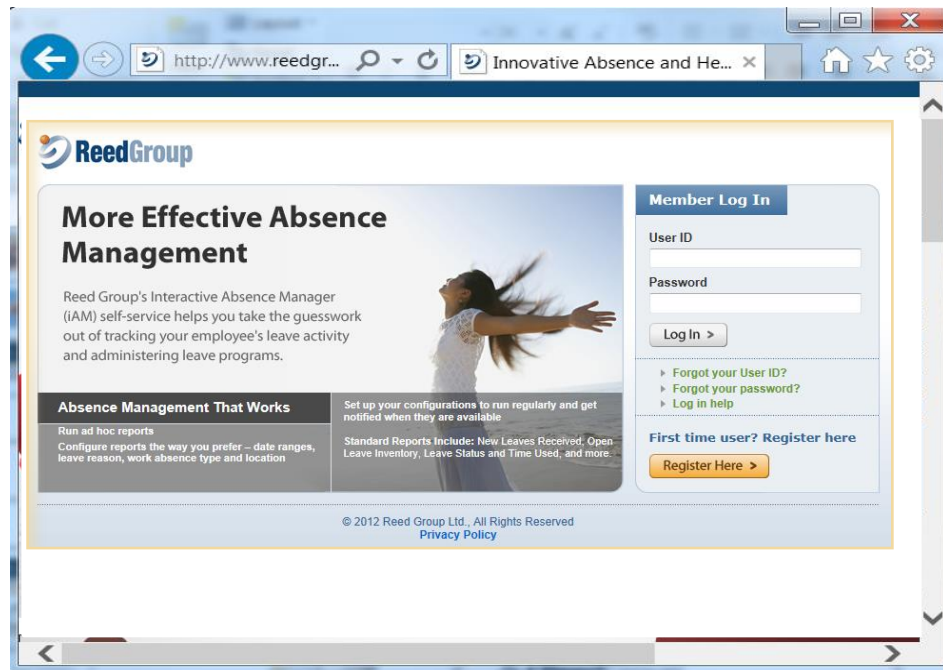 http://www.reedgr...
Innovative Absence and He...
ReedGroup
More Effective Absence
Management
Reed Group's Interactive Absence Manager
(iAM) self-service helps you take the guesswork
out of tracking your employee's leave activity
and administering leave programs.
Absence Management That Works
Run ad hoc reports
Configure reports the way you prefer – date ranges,
leave reason, work absence type and location
Set up your configurations to run regularly and get
notified when they are available
Standard Reports Include: New Leaves Received, Open
Leave Inventory, Leave Status and Time Used, and more.
Member Log In
User ID
Password
Log In >
Forgot your User ID?
Forgot your password?
Log in help
First time user? Register here
Register Here >
© 2012 Reed Group Ltd., All Rights Reserved
Privacy Policy